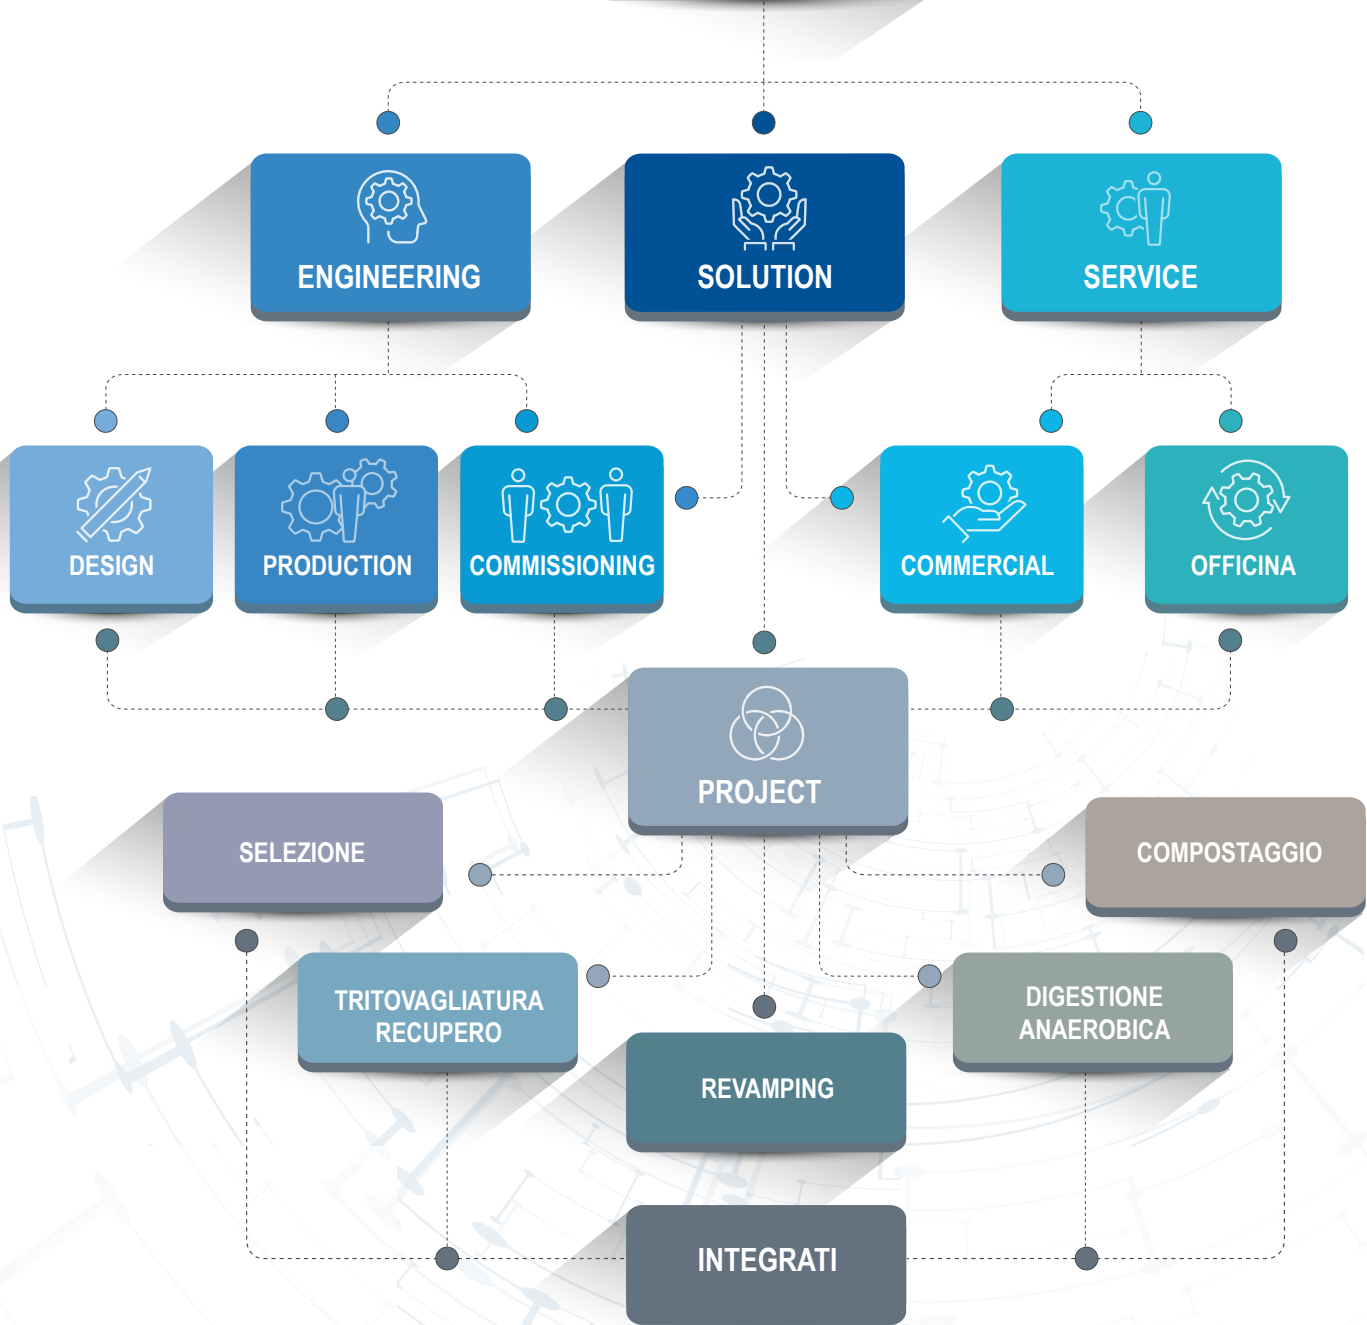 ENGINEERING
SOLUTION
SERVICE
DESIGN
PRODUCTION
COMMISSIONING
COMMERCIAL
OFFICINA
PROJECT
SELEZIONE
COMPOSTAGGIO
TRITOVAGLIATURA
RECUPERO
DIGESTIONE
ANAEROBICA
REVAMPING
INTEGRATI